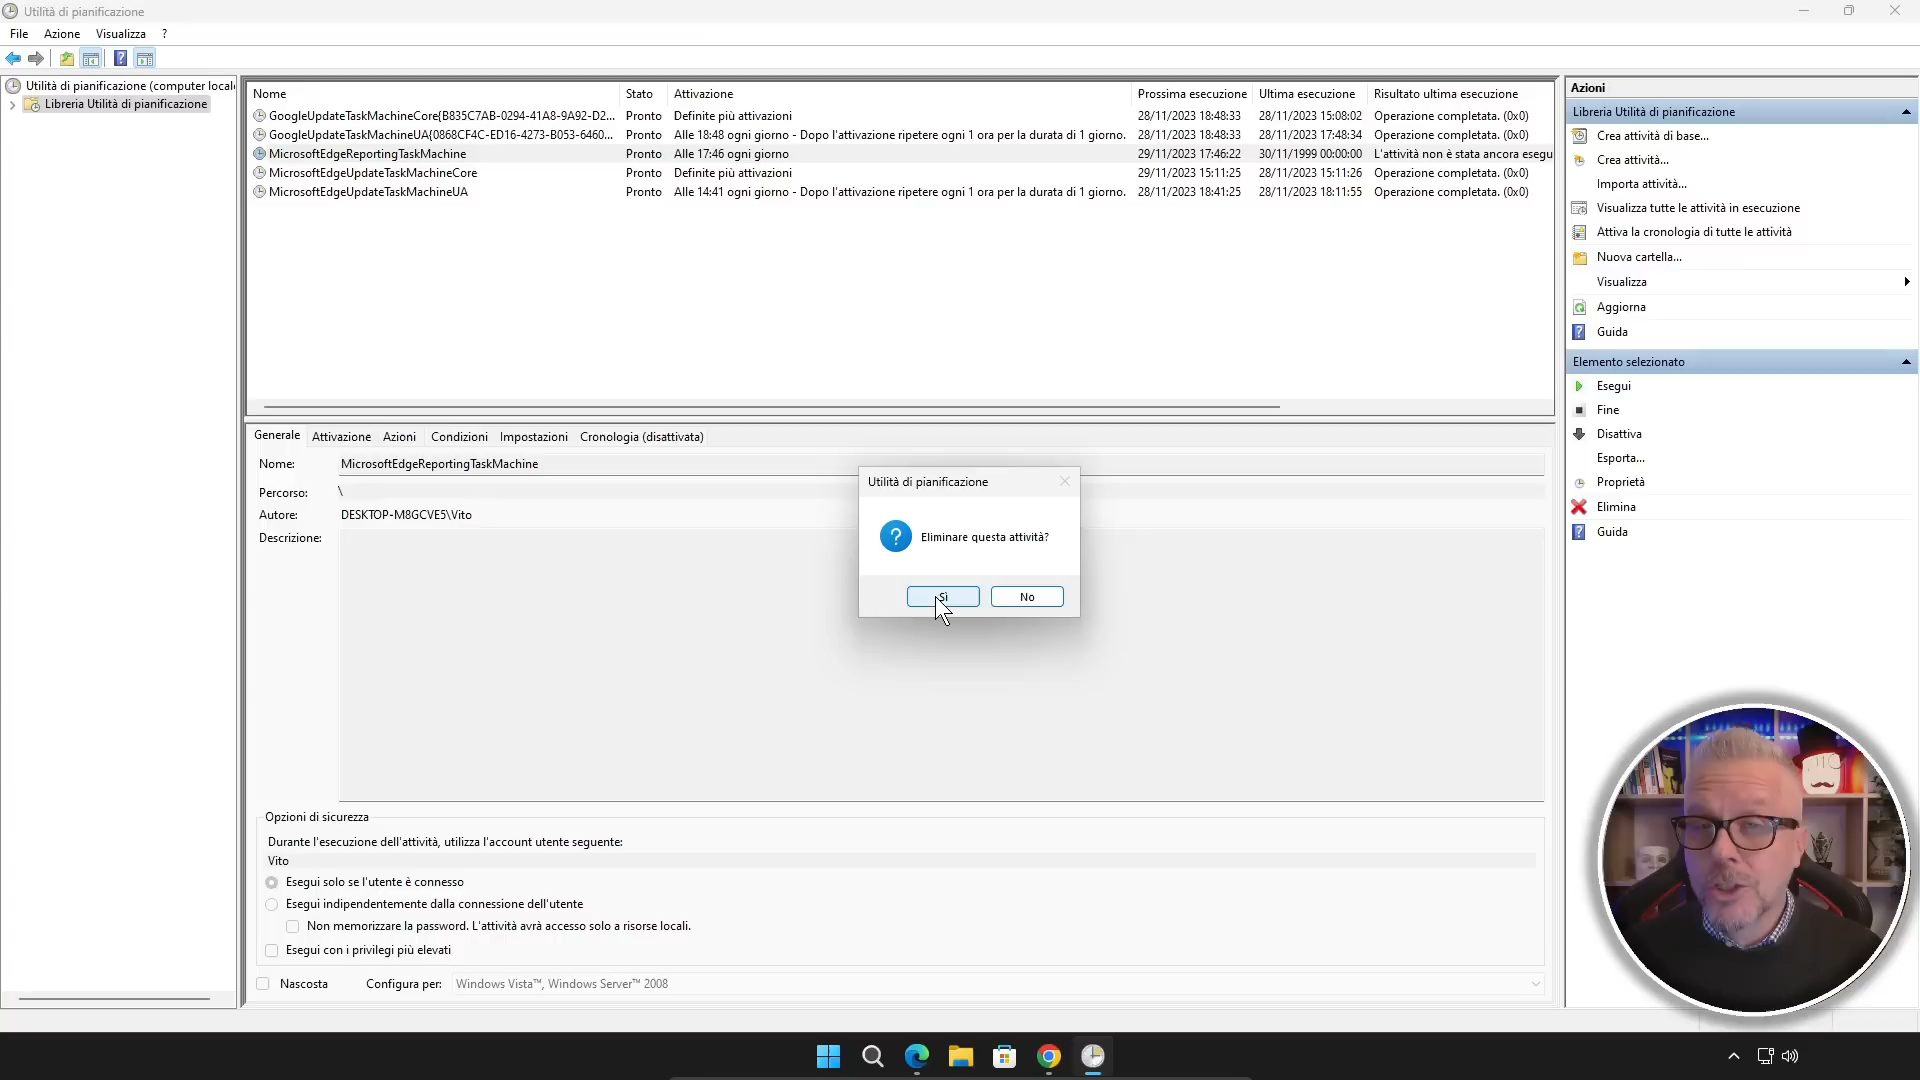 Utilità di pianificazione
File Azione Visualizza ?
Utilità di pianificazione (computer locale
Libreria Utilità di pianificazione
Nome Stato Attivazione Prossima esecuzione Ultima esecuzione Risultato ultima esecuzione
GoogleUpdateTaskMachineCore{B835C7AB-0294-41A8-9A92-D2... Pronto Definite più attivazioni 28/11/2023 18:48:33 28/11/2023 15:08:02 Operazione completata. (0x0)
GoogleUpdateTaskMachineUA{0868CF4C-ED16-4273-B053-6460... Pronto Alle 18:48 ogni giorno - Dopo l'attivazione ripetere ogni 1 ora per la durata di 1 giorno. 28/11/2023 18:48:33 28/11/2023 17:48:34 Operazione completata. (0x0)
MicrosoftEdgeReportingTaskMachine Pronto Alle 17:46 ogni giorno 29/11/2023 17:46:22 30/11/1999 00:00:00 L'attività non è stata ancora esegu
MicrosoftEdgeUpdateTaskMachineCore Pronto Definite più attivazioni 29/11/2023 15:11:25 28/11/2023 15:11:26 Operazione completata. (0x0)
MicrosoftEdgeUpdateTaskMachineUA Pronto Alle 14:41 ogni giorno - Dopo l'attivazione ripetere ogni 1 ora per la durata di 1 giorno. 28/11/2023 18:41:25 28/11/2023 18:11:55 Operazione completata. (0x0)
Generale Attivazione Azioni Condizioni Impostazioni Cronologia (disattivata)
Nome: MicrosoftEdgeReportingTaskMachine
Percorso: \
Autore: DESKTOP-M8GCVE5\Vito
Descrizione:
Utilità di pianificazione
Eliminare questa attività?
Sì No
Opzioni di sicurezza
Durante l'esecuzione dell'attività, utilizza l'account utente seguente:
Vito
Esegui solo se l'utente è connesso
Esegui indipendentemente dalla connessione dell'utente
Non memorizzare la password. L'attività avrà accesso solo a risorse locali.
Esegui con i privilegi più elevati
Nascosta Configura per: Windows Vista™, Windows Server™ 2008
Azioni
Libreria Utilità di pianificazione
Crea attività di base...
Crea attività...
Importa attività...
Visualizza tutte le attività in esecuzione
Attiva la cronologia di tutte le attività
Nuova cartella...
Visualizza
Aggiorna
Guida
Elemento selezionato
Esegui
Fine
Disattiva
Esporta...
Proprietà
Elimina
Guida